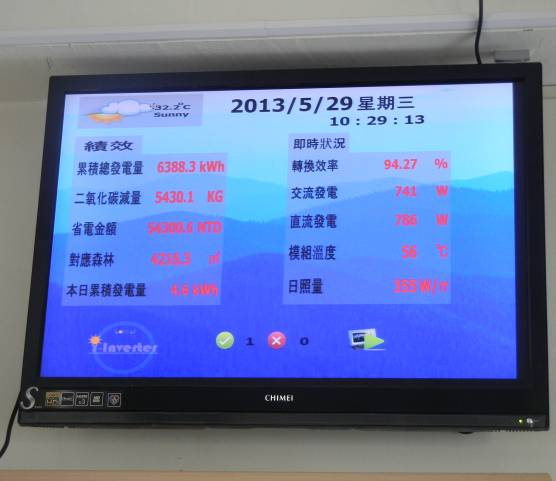 32.2°C
Sunny
2013/5/29 星期三
10:29:13
績效
累積總發電量 6388.3 kWh
二氧化碳減量 5430.1 KG
省電金額 54300.6 NTD
對應森林 4216.3 ㎡
本日累積發電量 4.6 kWh
即時狀況
轉換效率 94.27 %
交流發電 741 W
直流發電 786 W
模組溫度 56 ℃
日照量 355 W/㎡
i-Inverter
1 0
CHIMEI